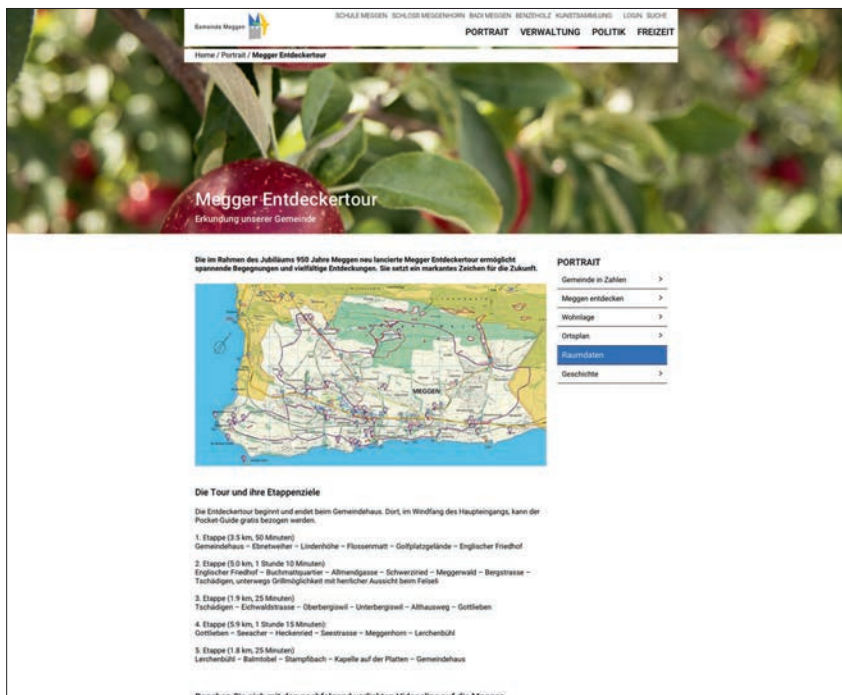 Gemeinde Meggen
SCHULE MEGGEN SCHLOSS MEGGENHORN BADI MEGGEN BENZEHOLZ KUNSTSAMMLUNG LOGIN SUCHE
PORTRAIT VERWALTUNG POLITIK FREIZEIT
Home / Portrait / Megger Entdeckertour
Megger Entdeckertour
Erkundung unserer Gemeinde
Die im Rahmen des Jubiläums 950 Jahre Meggen neu lancierte Megger Entdeckertour ermöglicht
spannende Begegnungen und vielfältige Entdeckungen. Sie setzt ein markantes Zeichen für die Zukunft.
MEGGEN
PORTRAIT
Gemeinde in Zahlen >
Meggen entdecken >
Wohnlage >
Ortsplan >
Raumdaten
Geschichte >
Die Tour und ihre Etappenziele
Die Entdeckertour beginnt und endet beim Gemeindehaus. Dort, im Windfang des Haupteingangs, kann der
Pocket-Guide gratis bezogen werden.
1. Etappe (3.5 km, 50 Minuten)
Gemeindehaus – Ebnetweiher – Lindenhöhe – Flossenmatt – Golfplatzgelände – Englischer Friedhof
2. Etappe (5.0 km, 1 Stunde 10 Minuten)
Englischer Friedhof – Buchmattquartier – Allmendgasse – Schwerziried – Meggerwald – Bergstrasse –
Tschädigen, unterwegs Grillmöglichkeit mit herrlicher Aussicht beim Felseli
3. Etappe (1.9 km, 25 Minuten)
Tschädigen – Eichwaldstrasse – Oberbergiswil – Unterbergiswil – Althausweg – Gottlieben
4. Etappe (5.9 km, 1 Stunde 15 Minuten):
Gottlieben – Seeacher – Heckenried – Seestrasse – Meggenhorn – Lerchenbühl
5. Etappe (1.8 km, 25 Minuten)
Lerchenbühl – Balmtobel – Stampfibach – Kapelle auf der Platten – Gemeindehaus